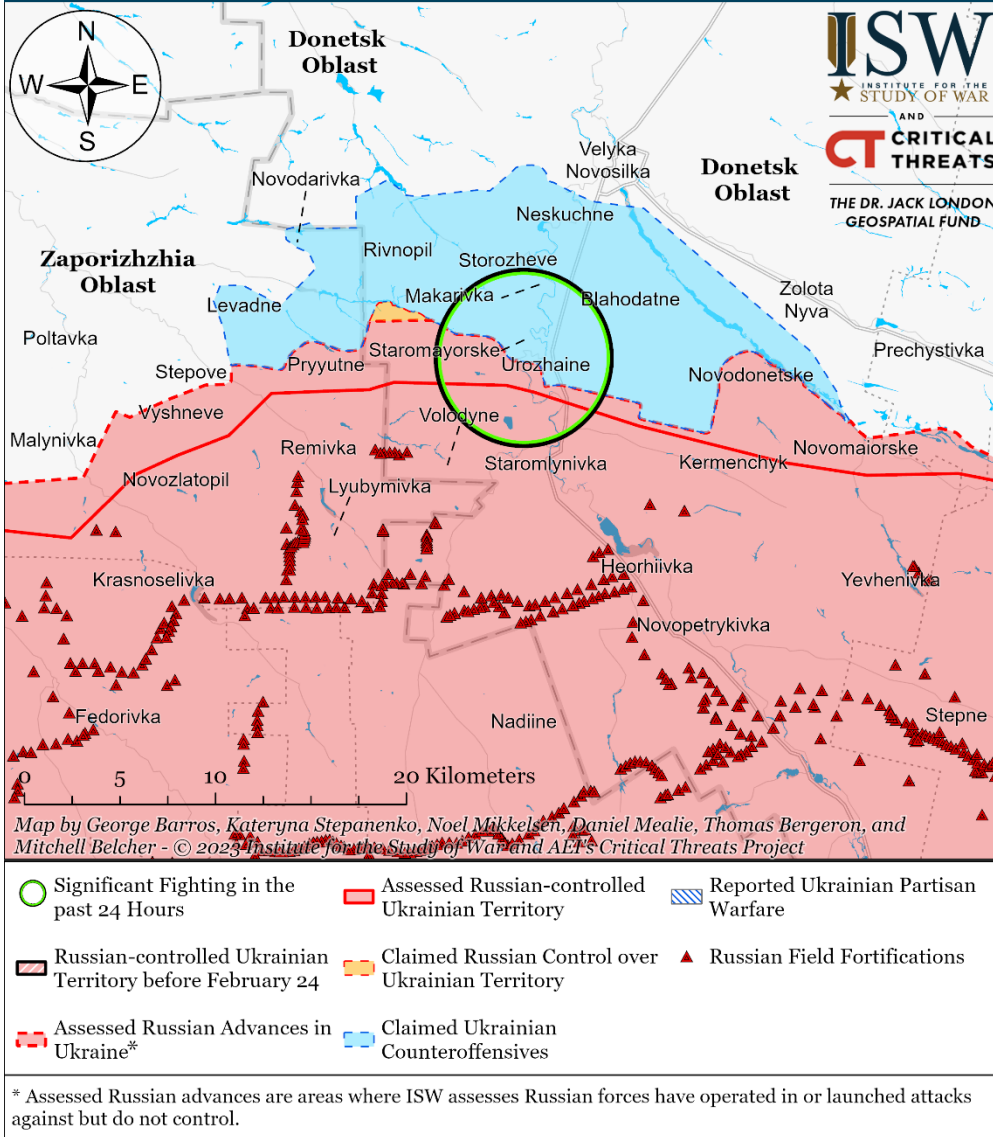 N
W
E
S
Donetsk
Oblast
ISW
INSTITUTE FOR THE
STUDY OF WAR
AND
CT CRITICAL
THREATS
THE DR. JACK LONDON
GEOSPATIAL FUND
Velyka
Novosilka
Donetsk
Oblast
Novodarivka
Neskuchne
Rivnopil
Zaporizhzhia
Oblast
Storozheve
Makarivka
Blahodatne
Zolota
Nyva
Levadne
Poltavka
Staromayorske
Prechystivka
Stepove
Pryyutne
Urozhaine
Novodonetske
Vyshneve
Volodyne
Malynivka
Remivka
Novomaiorske
Staromlynivka
Kermenchyk
Novozlatopil
Lyubymivka
Krasnoselivka
Heorhiivka
Yevhenivka
Novopetrykivka
Fedorivka
Nadiine
Stepne
0 5 10 20 Kilometers
Map by George Barros, Kateryna Stepanenko, Noel Mikkelsen, Daniel Mealie, Thomas Bergeron, and
Mitchell Belcher - © 2023 Institute for the Study of War and AEI's Critical Threats Project
Significant Fighting in the
past 24 Hours
Assessed Russian-controlled
Ukrainian Territory
Reported Ukrainian Partisan
Warfare
Russian-controlled Ukrainian
Territory before February 24
Claimed Russian Control over
Ukrainian Territory
Russian Field Fortifications
Assessed Russian Advances in
Ukraine*
Claimed Ukrainian
Counteroffensives
* Assessed Russian advances are areas where ISW assesses Russian forces have operated in or launched attacks
against but do not control.